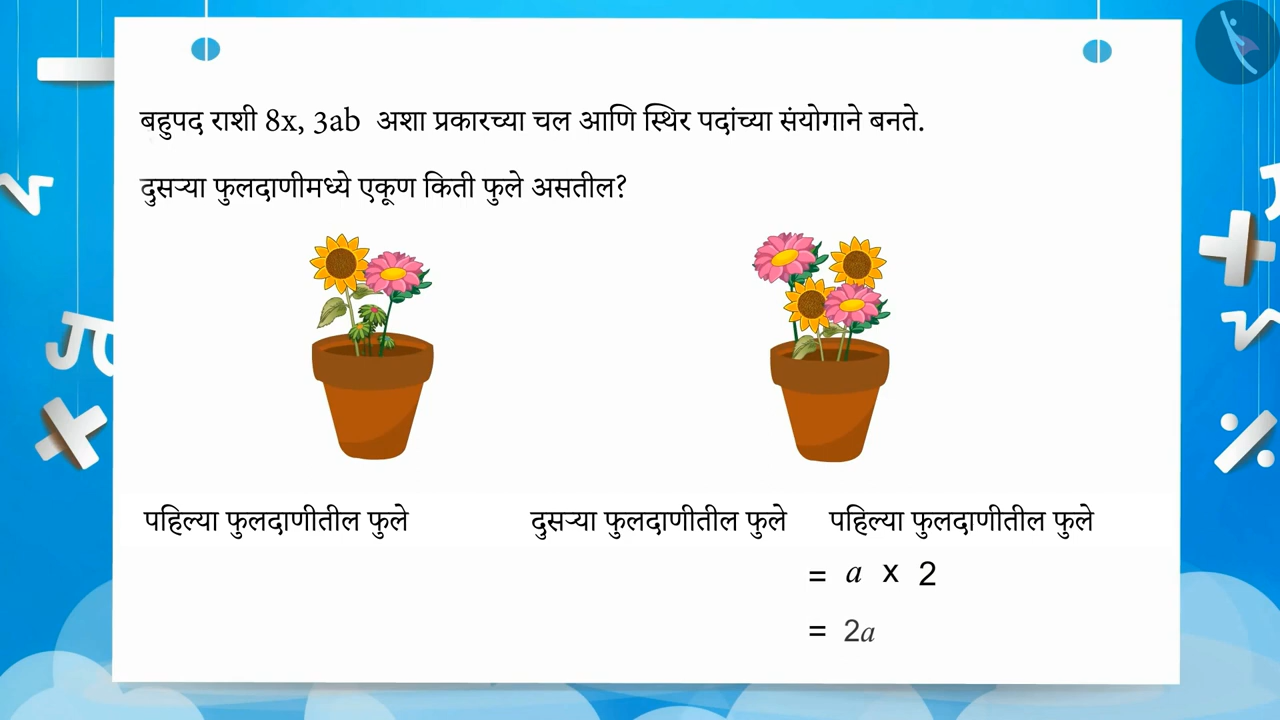 बहुपद राशी 8x, 3ab अशा प्रकारच्या चल आणि स्थिर पदांच्या संयोगाने बनते.
दुसऱ्या फुलदाणीमध्ये एकूण किती फुले असतील?
पहिल्या फुलदाणीतील फुले दुसऱ्या फुलदाणीतील फुले पहिल्या फुलदाणीतील फुले
= a x 2
= 2a